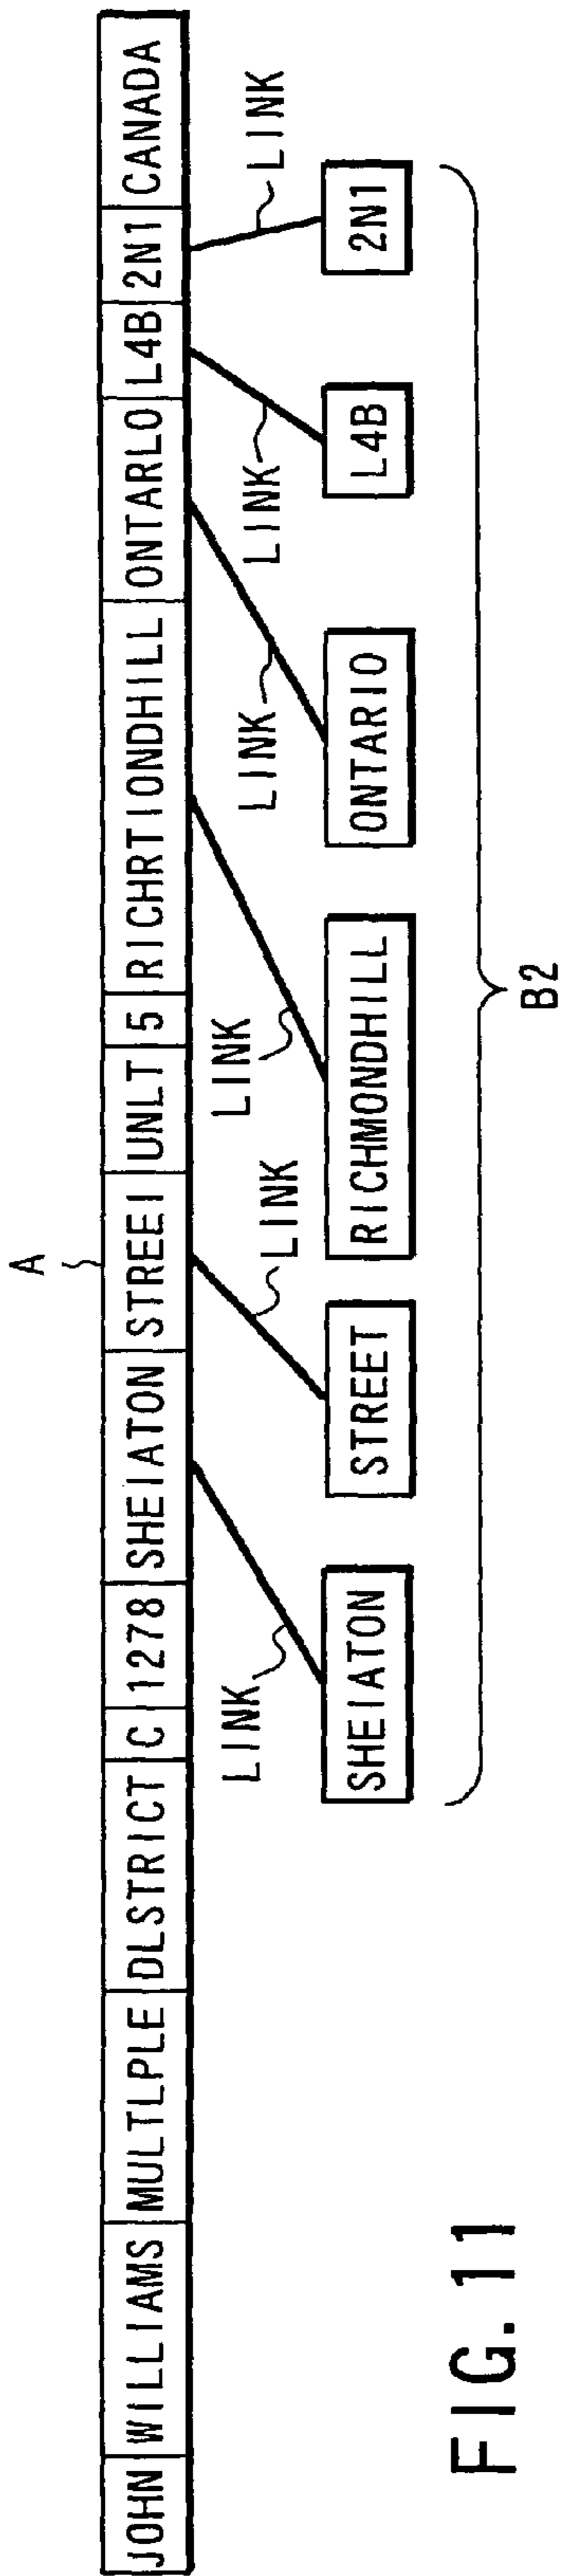 A
JOHN WILLIAMS MULTLPLE DLSTRICT C 1278 SHEIATON STREEI UNLT 5 RICHRTIONDHILL ONTARLO L4B 2N1 CANADA
LINK LINK LINK LINK LINK LINK
SHEIATON STREET RICHMONDHILL ONTARIO L4B 2N1
B2
FIG. 11